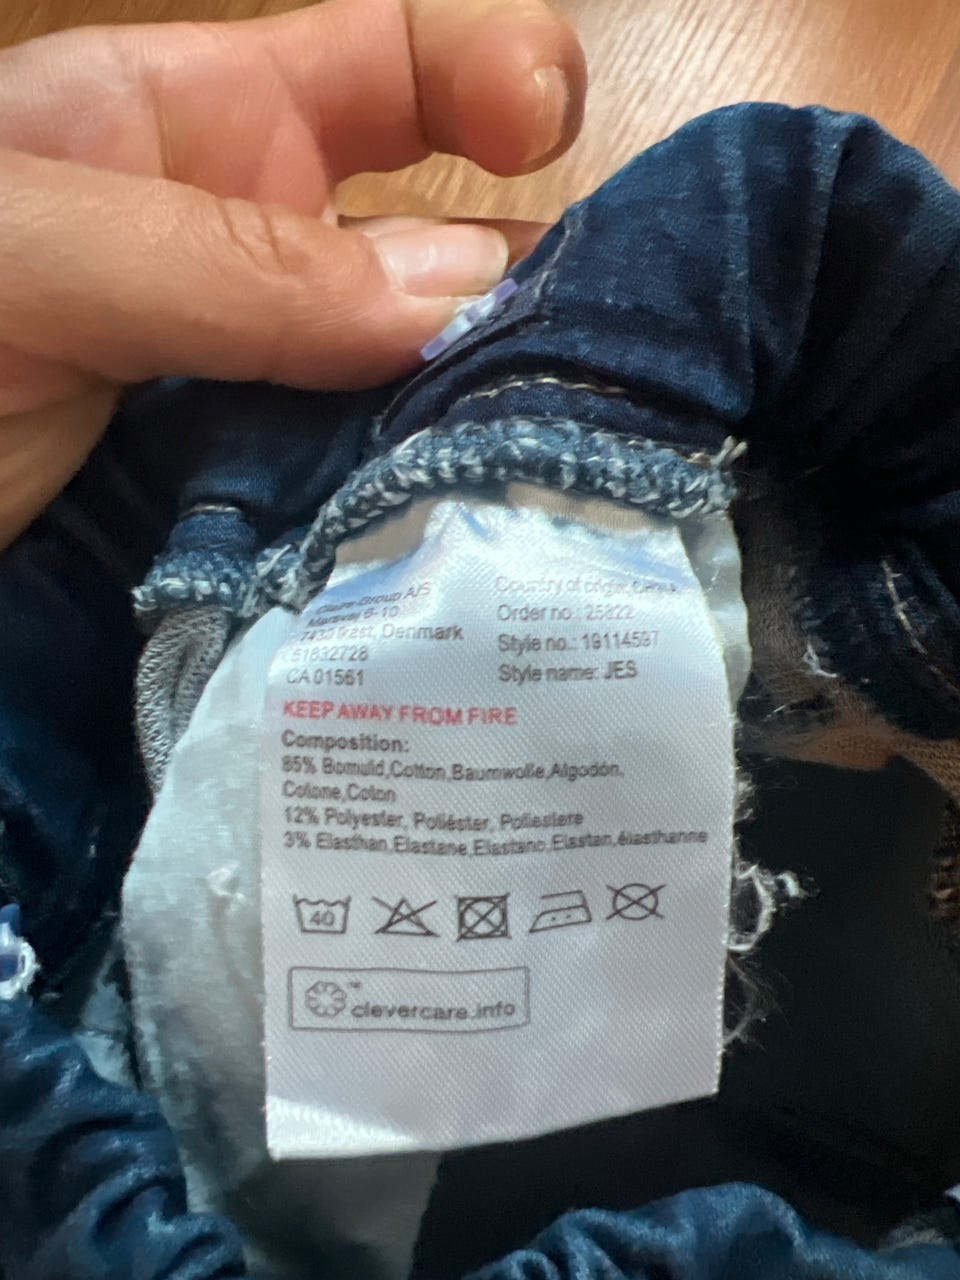 Group A/S
Marsvej 6-10
7430 Ikast, Denmark
51832728
CA 01561
Country of origin:
Order no.: 25822
Style no.: 19114597
Style name: JES
KEEP AWAY FROM FIRE
Composition:
85% Bomuld,Cotton,Baumwolle,Algodón,
Cotone,Coton
12% Polyester, Poliéster, Poliestere
3% Elasthan,Elastane,Elastano,Elastan,élasthanne
40
clevercare.info
™